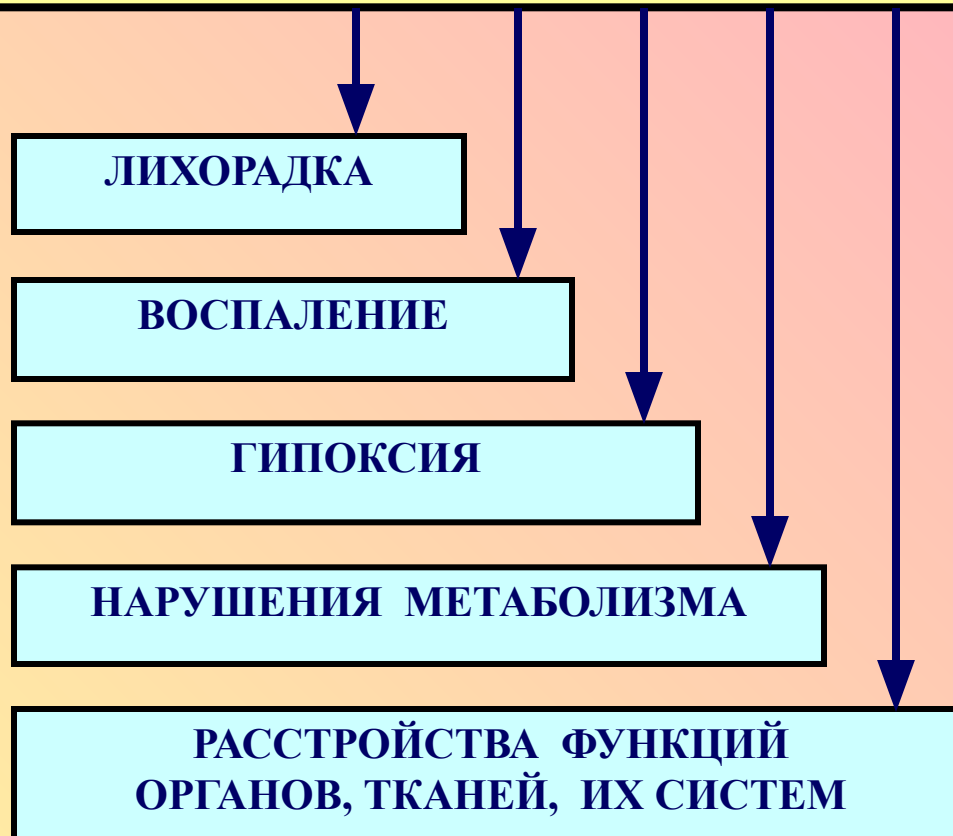 ЛИХОРАДКА
ВОСПАЛЕНИЕ
ГИПОКСИЯ
НАРУШЕНИЯ МЕТАБОЛИЗМА
РАССТРОЙСТВА ФУНКЦИЙ
ОРГАНОВ, ТКАНЕЙ, ИХ СИСТЕМ